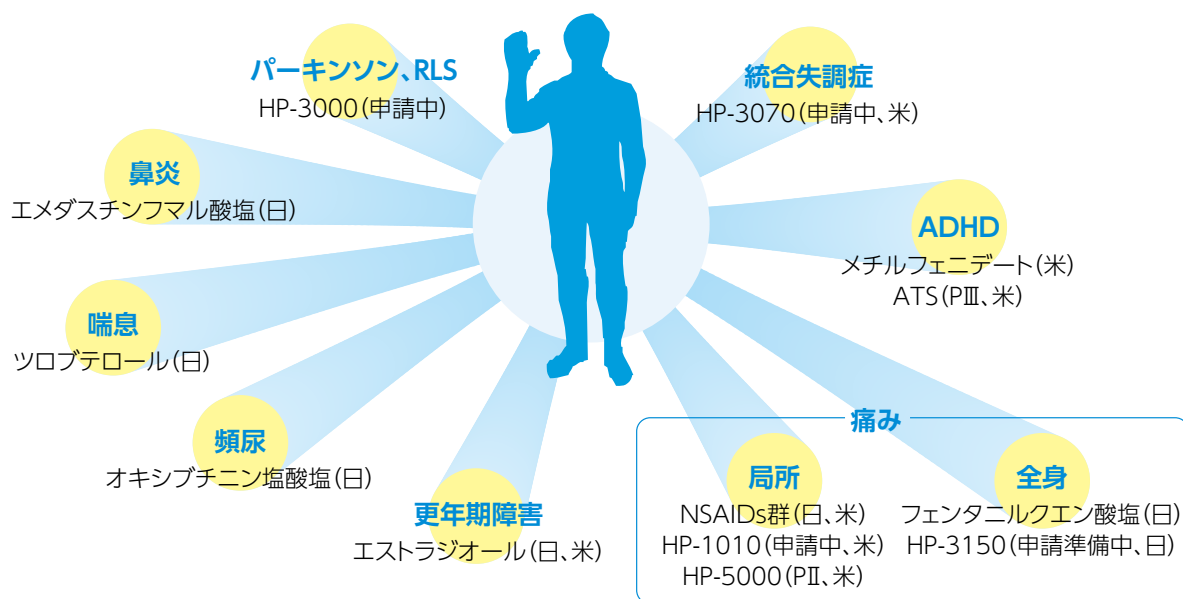 パーキンソン、RLS
HP-3000(申請中)
統合失調症
HP-3070(申請中、米)
鼻炎
エメダスチンフマル酸塩(日)
ADHD
メチルフェニデート(米)
ATS(PⅢ、米)
喘息
ツロブテロール(日)
頻尿
オキシブチニン塩酸塩(日)
更年期障害
エストラジオール(日、米)
痛み
局所
NSAIDs群(日、米)
HP-1010(申請中、米)
HP-5000(PⅡ、米)
全身
フェンタニルクエン酸塩(日)
HP-3150(申請準備中、日)